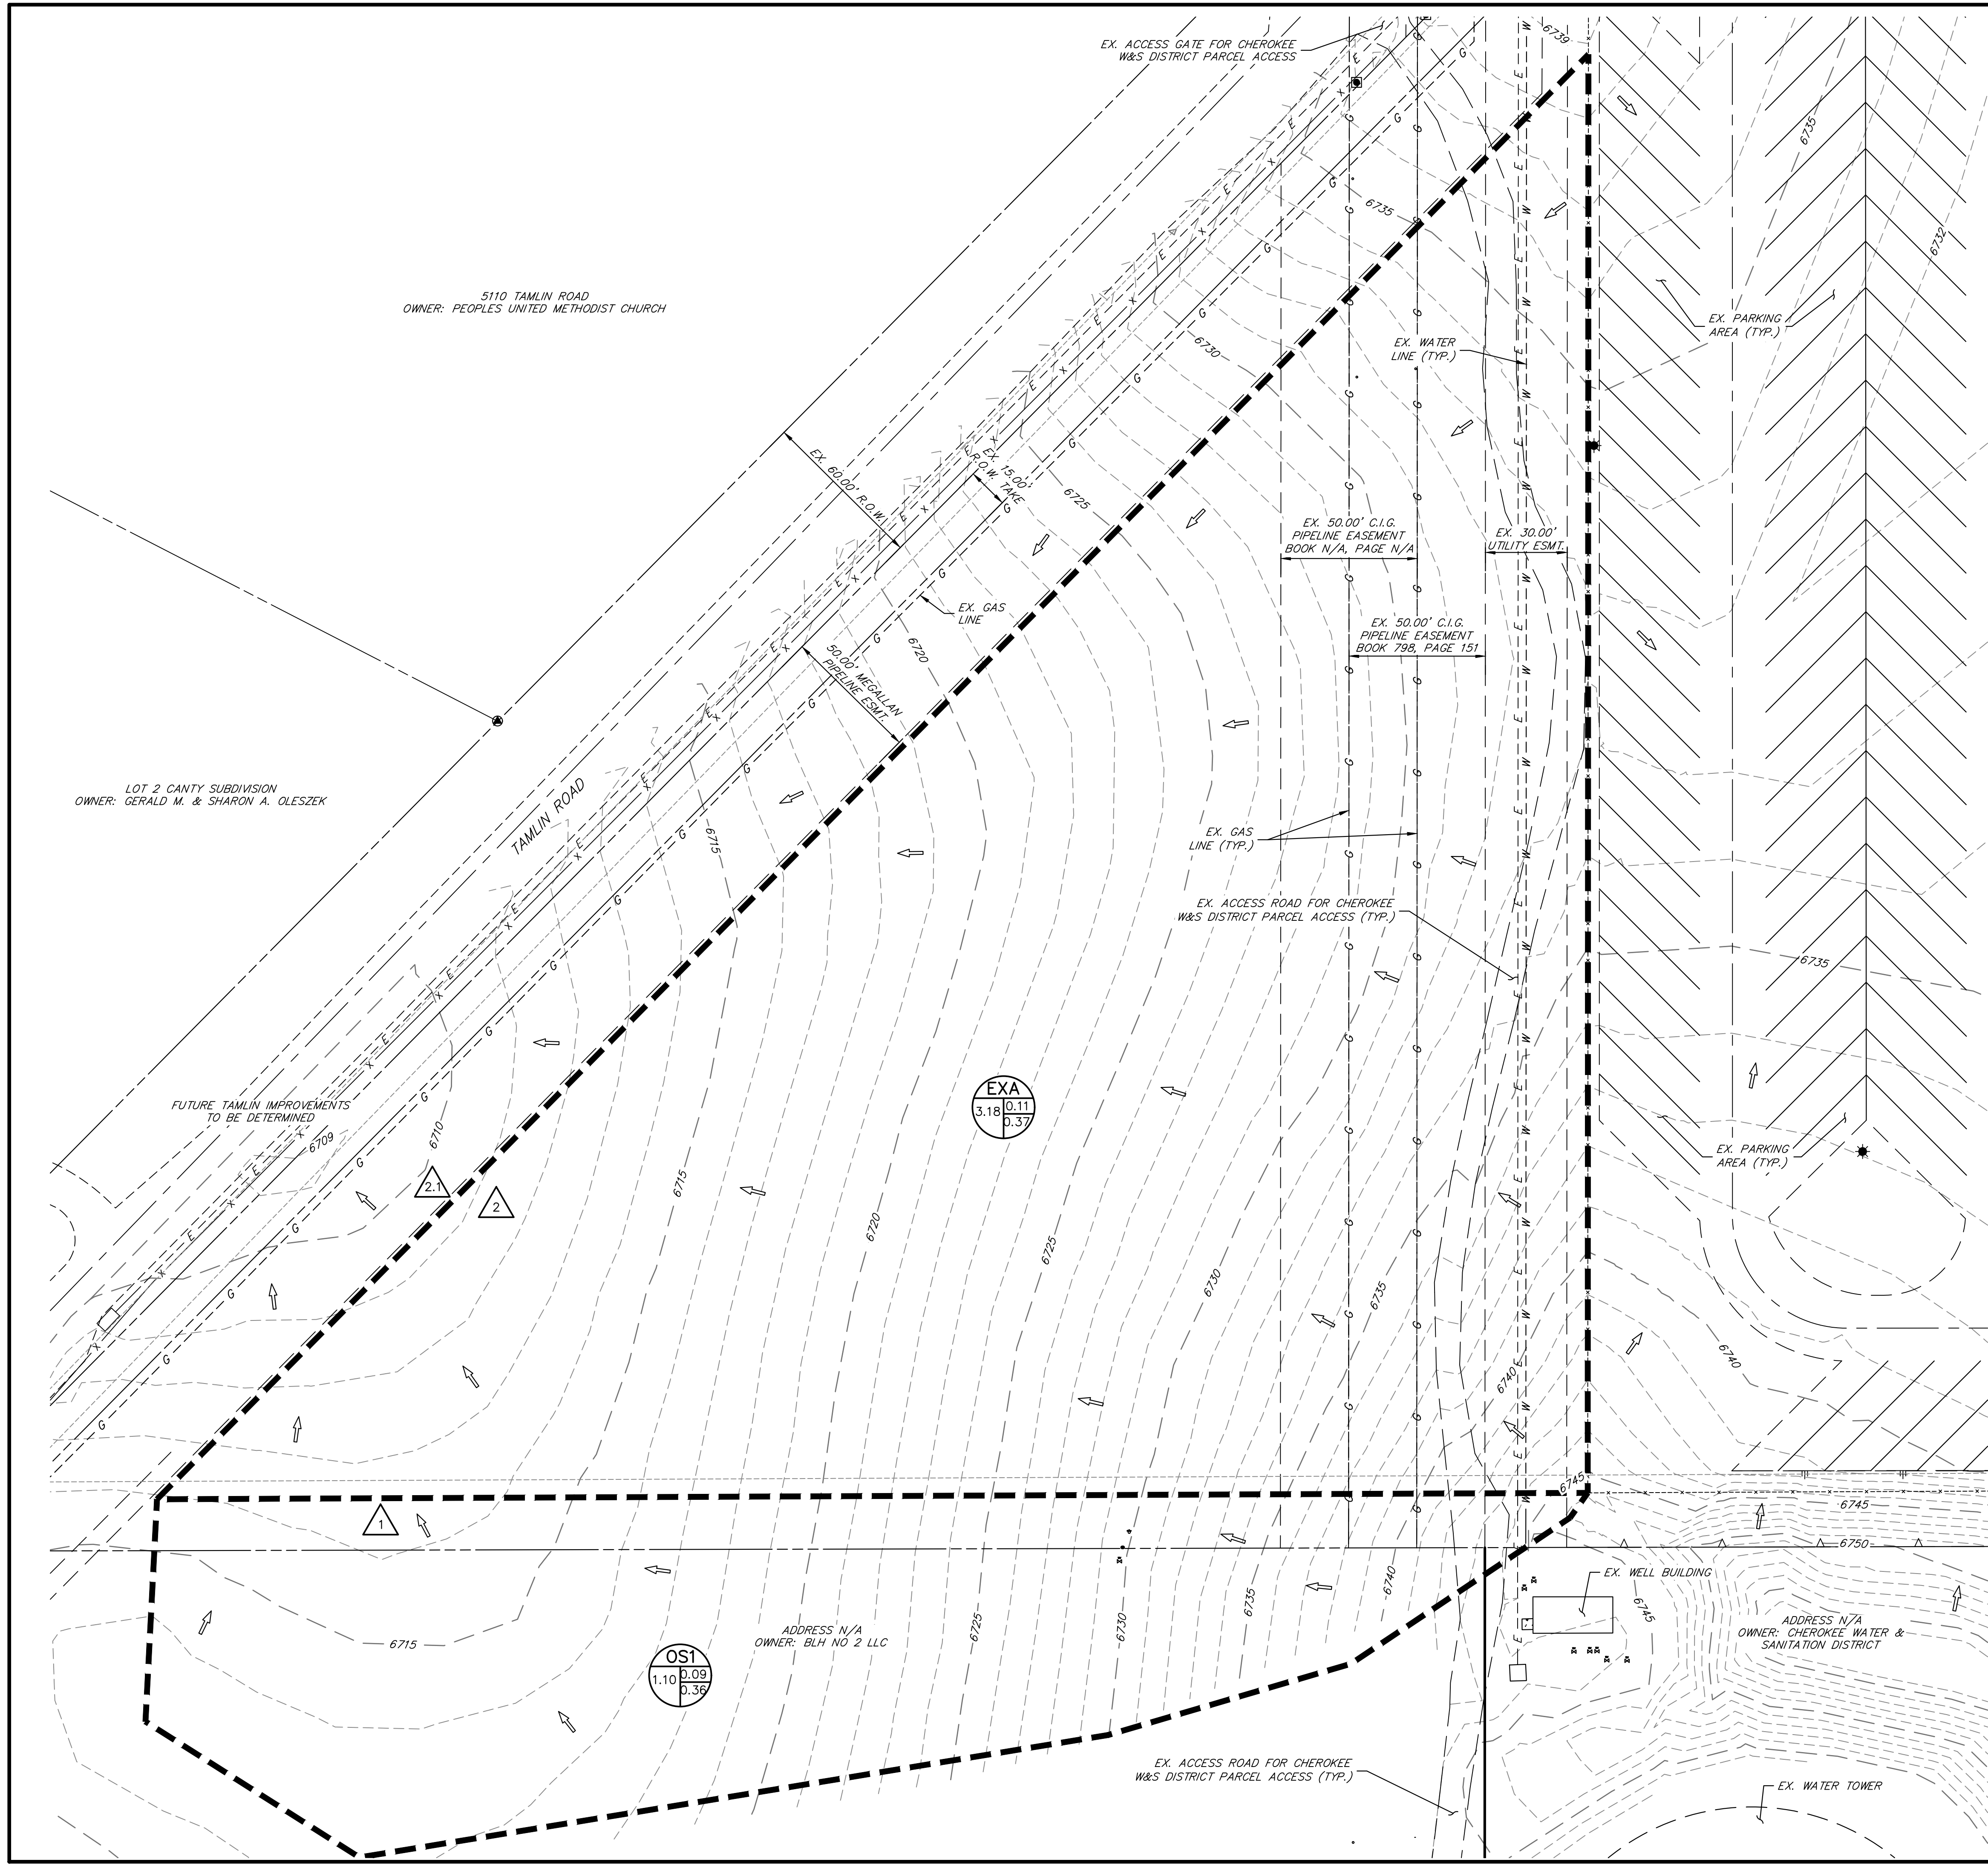 EX. ACCESS GATE FOR CHEROKEE
W&S DISTRICT PARCEL ACCESS
6739
6735
6735
6732
5110 TAMLIN ROAD
OWNER: PEOPLES UNITED METHODIST CHURCH
EX. PARKING
AREA (TYP.)
EX. WATER
LINE (TYP.)
6730
EX. 60.00' R.O.W.
EX. 15.00'
R.O.W. TAKE
6725
EX. 50.00' C.I.G.
PIPELINE EASEMENT
BOOK N/A, PAGE N/A
EX. 30.00'
UTILITY ESMT.
EX. GAS
LINE
EX. 50.00' C.I.G.
PIPELINE EASEMENT
BOOK 798, PAGE 151
6720
50.00' MEGALLAN
PIPELINE ESMT.
LOT 2 CANTY SUBDIVISION
OWNER: GERALD M. & SHARON A. OLESZEK
TAMLIN ROAD
6715
EX. GAS
LINE (TYP.)
EX. ACCESS ROAD FOR CHEROKEE
W&S DISTRICT PARCEL ACCESS (TYP.)
6735
FUTURE TAMLIN IMPROVEMENTS
TO BE DETERMINED
6709
6710
EXA
3.18
0.11
0.37
EX. PARKING
AREA (TYP.)
2.1
2
6715
6720
6725
6730
6735
6740
6740
6745
6745
1
6750
EX. WELL BUILDING
6740
6745
6735
6730
6725
6715
ADDRESS N/A
OWNER: BLH NO 2 LLC
ADDRESS N/A
OWNER: CHEROKEE WATER &
SANITATION DISTRICT
OS1
1.10
0.09
0.36
EX. ACCESS ROAD FOR CHEROKEE
W&S DISTRICT PARCEL ACCESS (TYP.)
EX. WATER TOWER